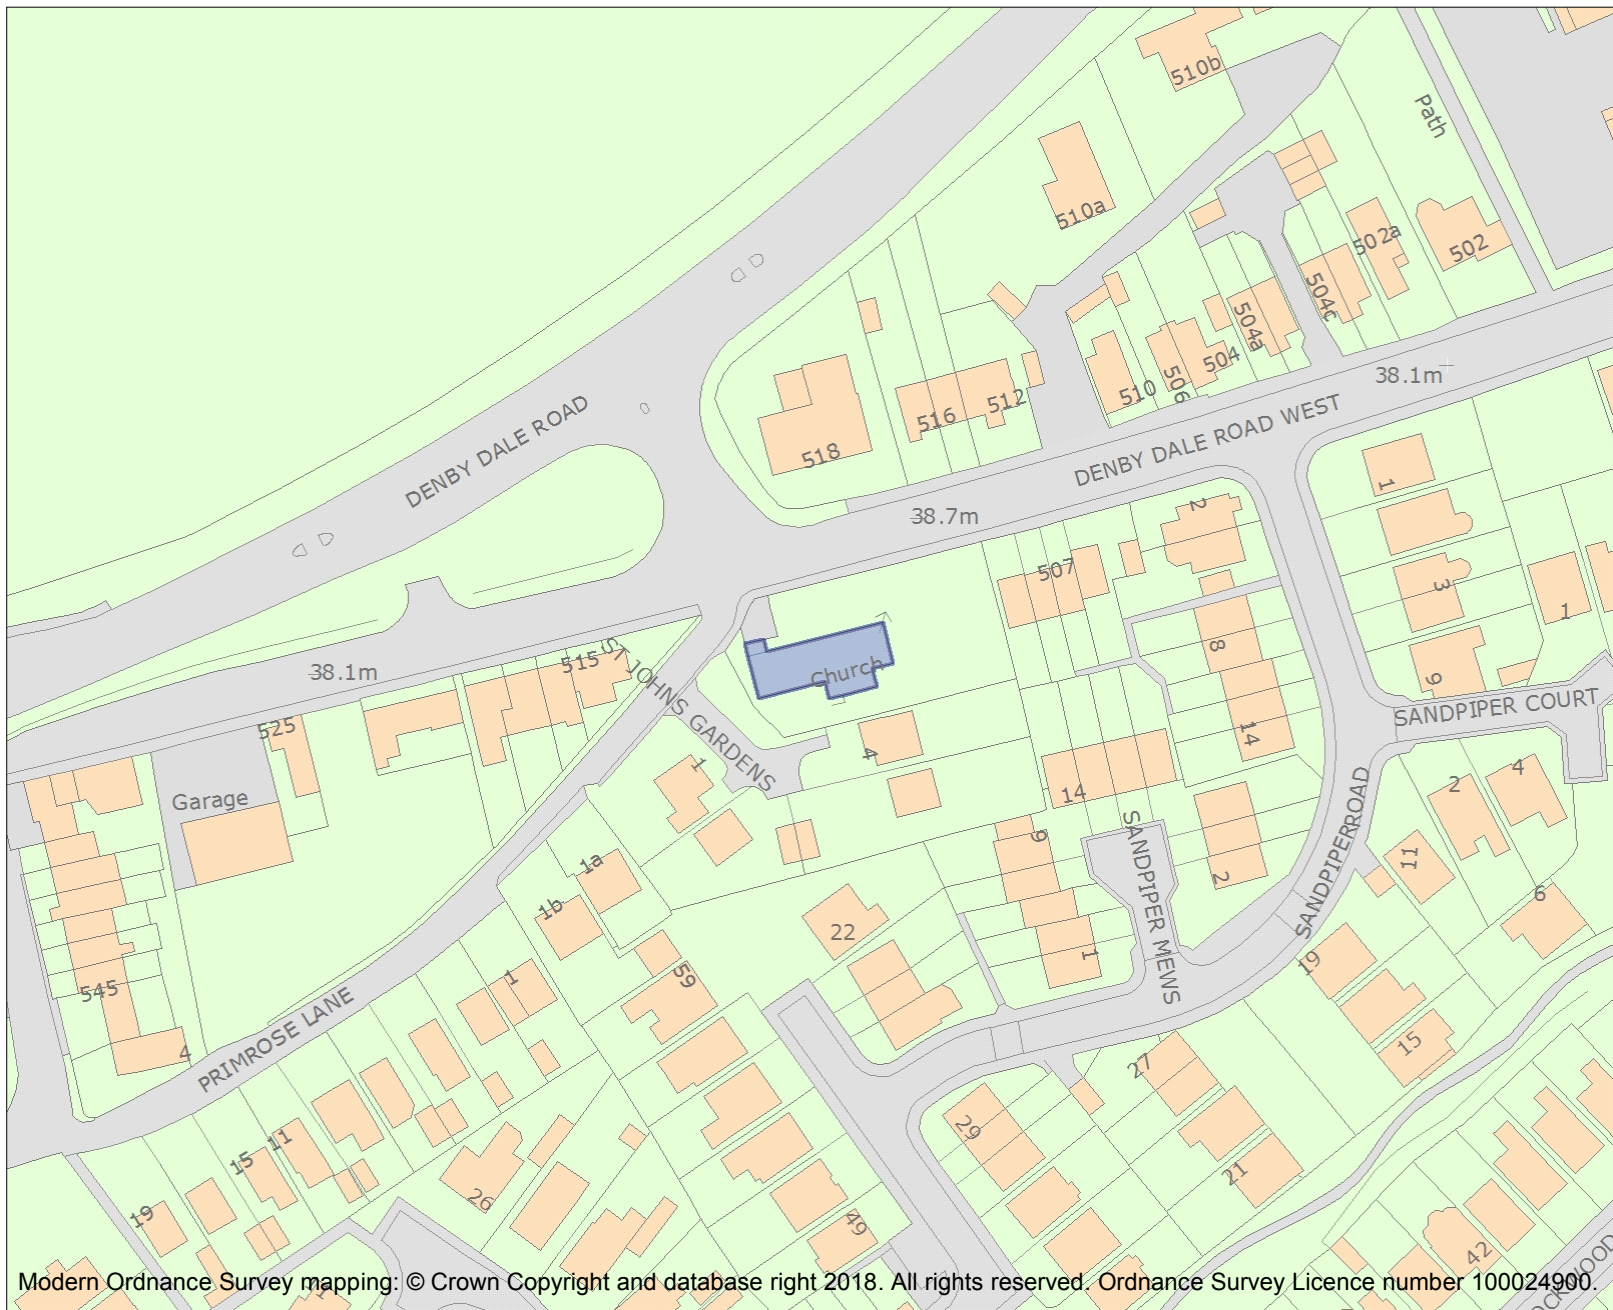 510b
Path
510a
502a
502
504c
504a
504
506
510
38.1m
512
516
518
DENBY DALE ROAD
DENBY DALE ROAD WEST
38.7m
1
2
507
3
1
8
9
Church
515
ST JOHNS GARDENS
38.1m
525
SANDPIPER COURT
14
4
1
Garage
14
2
4
SANDPIPER MEWS
SANDPIPERROAD
9
11
2
1a
1b
6
22
1
59
1
19
545
PRIMROSE LANE
4
15
27
29
11
15
21
26
19
49
42
1
Modern Ordnance Survey mapping: © Crown Copyright and database right 2018. All rights reserved. Ordnance Survey Licence number 100024900.